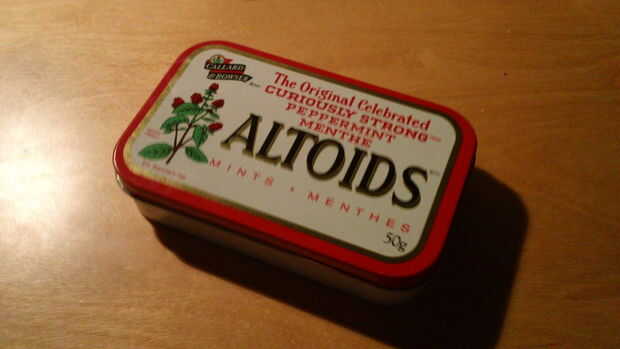 CALLARD
& BOWSER
The Original Celebrated
CURIOUSLY STRONG
PEPPERMINT
MENTHE
ALTOIDS
MINTS • MENTHES
50g